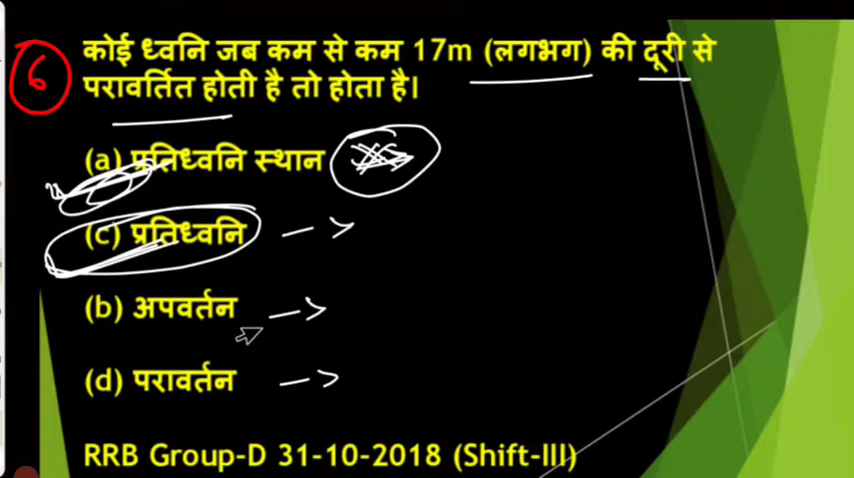 6
कोई ध्वनि जब कम से कम 17m (लगभग) की दूरी से
परावर्तित होती है तो होता है।
(a) प्रतिध्वनि स्थान
(c) प्रतिध्वनि
(b) अपवर्तन
(d) परावर्तन
RRB Group-D 31-10-2018 (Shift-III)